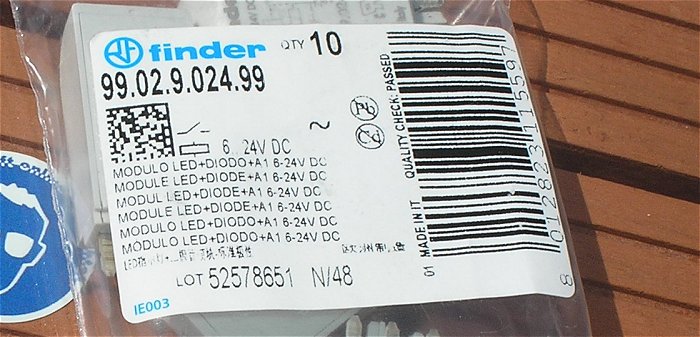 finder QTY 10
99.02.9.024.99
6 24V DC ~
MODULO LED+DIODO+A1 6-24V DC
MODULE LED+DIODE+A1 6-24V DC
MODUL LED+DIODE+A1 6-24V DC
MODULE LED+DIODE+A1 6-24V DC
MODULO LED+DIODO+A1 6-24V DC
MODULO LED+DIODO+A1 6-24V DC
LOT 52578651 N/48
IE003
MADE IN IT QUALITY CHECK: PASSED
01
8 012823 115597